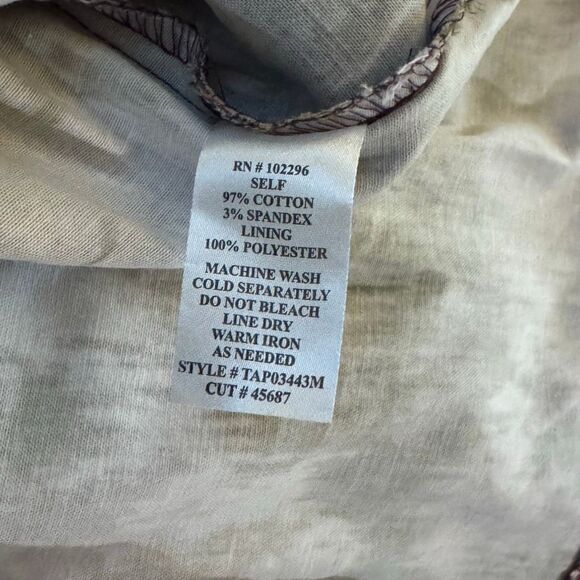 RN # 102296
SELF
97% COTTON
3% SPANDEX
LINING
100% POLYESTER
MACHINE WASH
COLD SEPARATELY
DO NOT BLEACH
LINE DRY
WARM IRON
AS NEEDED
STYLE # TAP03443M
CUT # 45687